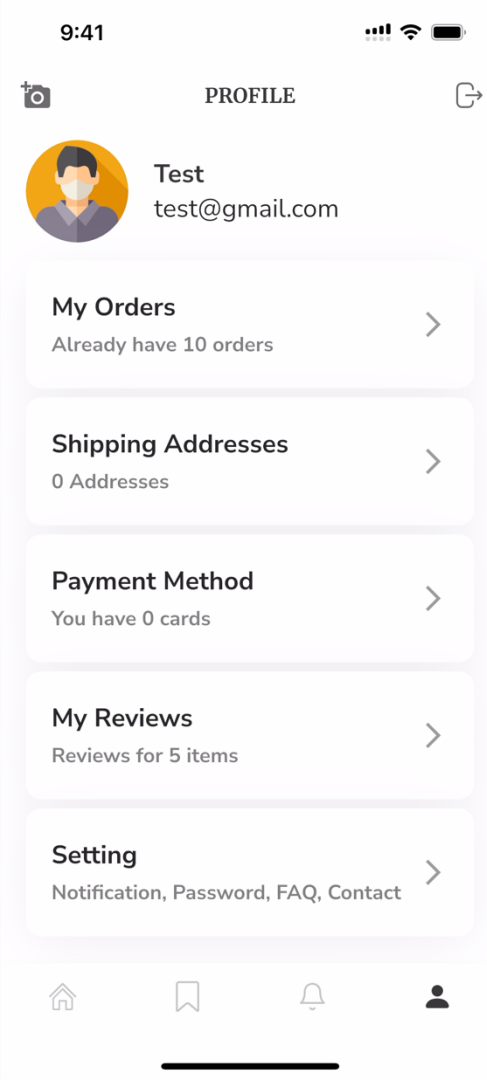 9:41
PROFILE
Test
test@gmail.com
My Orders
Already have 10 orders
Shipping Addresses
0 Addresses
Payment Method
You have 0 cards
My Reviews
Reviews for 5 items
Setting
Notification, Password, FAQ, Contact